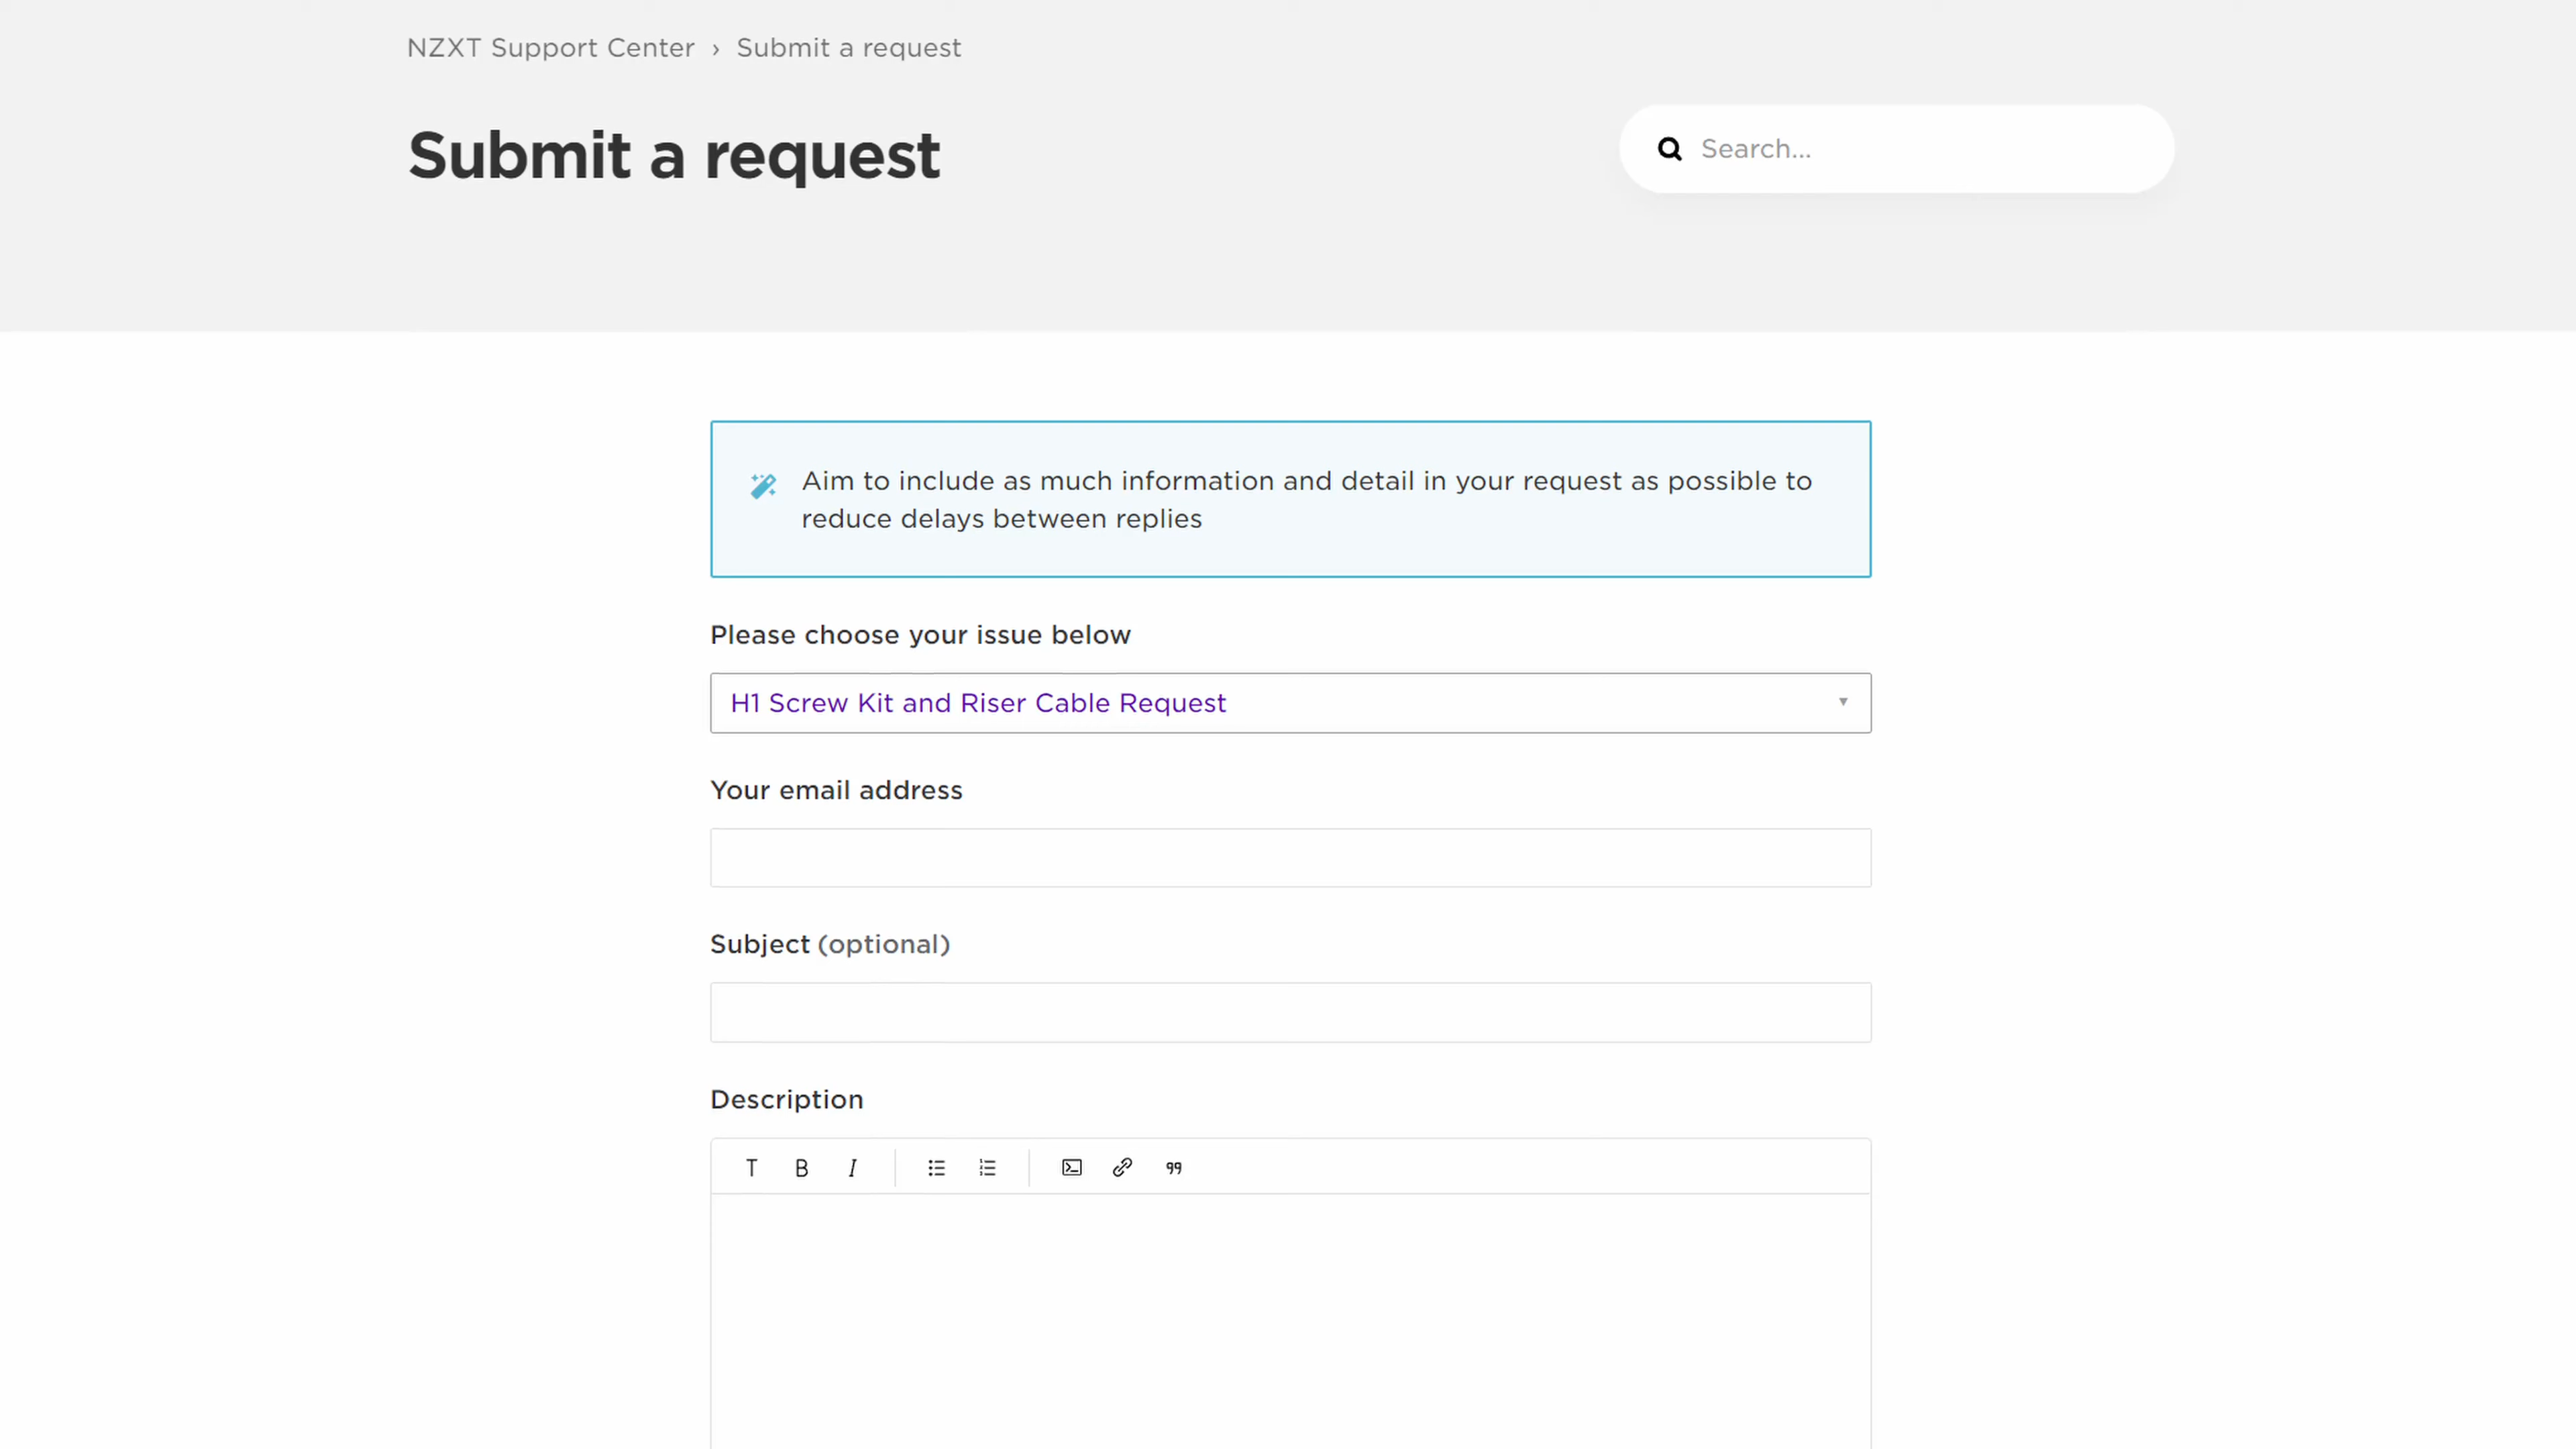 NZXT Support Center › Submit a request
Submit a request
Search...
Aim to include as much information and detail in your request as possible to
reduce delays between replies
Please choose your issue below
H1 Screw Kit and Riser Cable Request
Your email address
Subject (optional)
Description
T B I